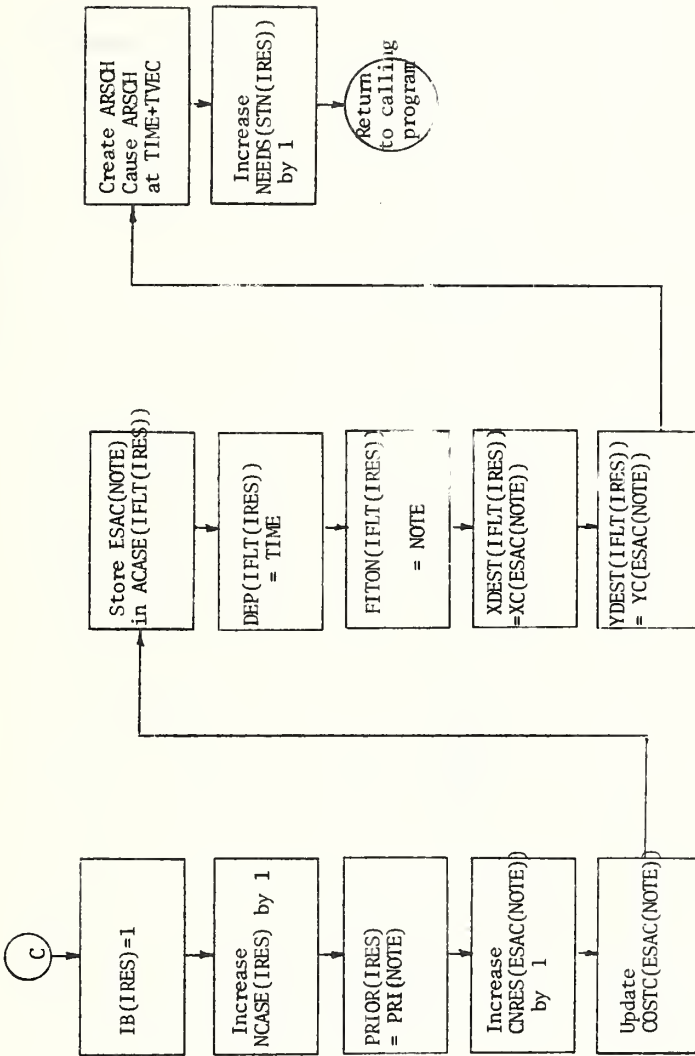 C
IB(IRES)=1
Increase
NCASE(IRES) by 1
PRIOR(IRES)
= PRI(NOTE)
Increase
CNRES(ESAC(NOTE))
by 1
Update
COSTC(ESAC(NOTE))
Store ESAC(NOTE)
in ACASE(IFLT(IRES))
DEP(IFLT(IRES))
= TIME
FITON(IFLT(IRES))
= NOTE
XDEST(IFLT(IRES))
=XC(ESAC(NOTE))
YDEST(IFLT(IRES))
= YC(ESAC(NOTE))
Create ARSCH
Cause ARSCH
at TIME+TVEC
Increase
NEEDS(STN(IRES))
by 1
Return
to calling
program